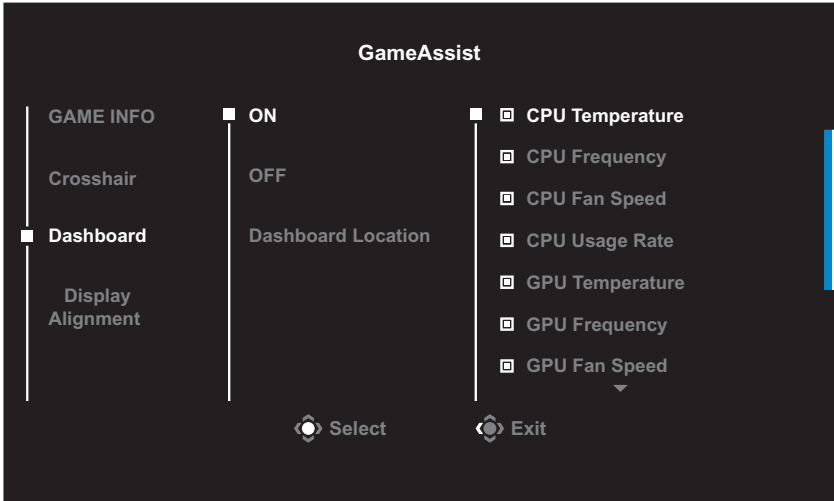 GameAssist
GAME INFO
Crosshair
Dashboard
Display
Alignment
ON
OFF
Dashboard Location
CPU Temperature
CPU Frequency
CPU Fan Speed
CPU Usage Rate
GPU Temperature
GPU Frequency
GPU Fan Speed
Select
Exit